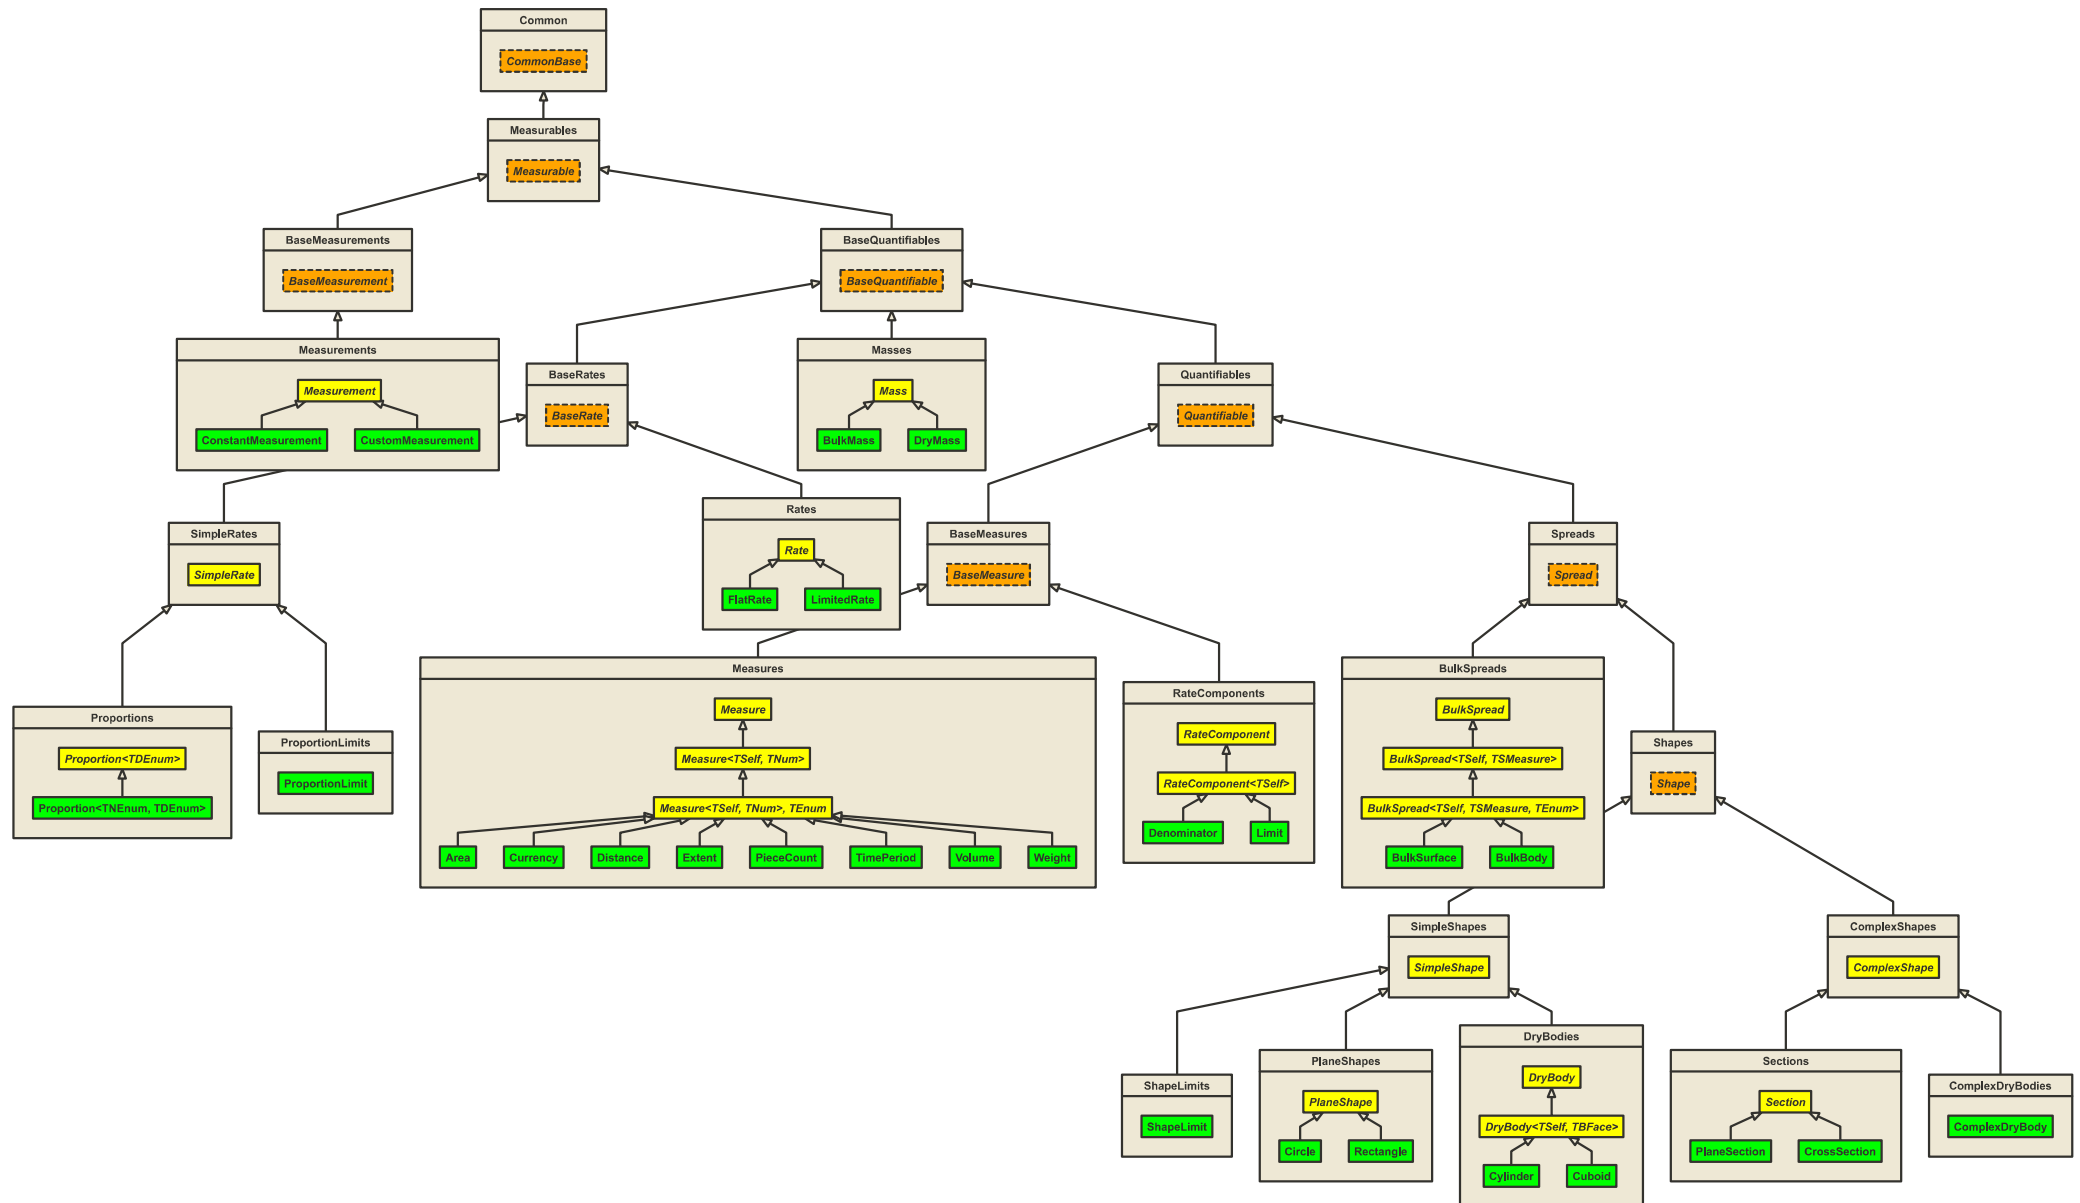 Common
CommonBase
Measurables
Measurable
BaseMeasurements
BaseMeasurement
BaseQuantifiables
BaseQuantifiable
Measurements
Measurement
ConstantMeasurement
CustomMeasurement
BaseRates
BaseRate
Masses
Mass
BulkMass
DryMass
Quantifiables
Quantifiable
SimpleRates
SimpleRate
Rates
Rate
FlatRate
LimitedRate
BaseMeasures
BaseMeasure
Spreads
Spread
Proportions
Proportion<TDEnum>
Proportion<TNEnum, TDEnum>
ProportionLimits
ProportionLimit
Measures
Measure
Measure<TSelf, TNum>
Measure<TSelf, TNum>, TEnum
Area
Currency
Distance
Extent
PieceCount
TimePeriod
Volume
Weight
RateComponents
RateComponent
RateComponent<TSelf>
Denominator
Limit
BulkSpreads
BulkSpread
BulkSpread<TSelf, TSMeasure>
BulkSpread<TSelf, TSMeasure, TEnum>
BulkSurface
BulkBody
Shapes
Shape
SimpleShapes
SimpleShape
ComplexShapes
ComplexShape
ShapeLimits
ShapeLimit
PlaneShapes
PlaneShape
Circle
Rectangle
DryBodies
DryBody
DryBody<TSelf, TBFace>
Cylinder
Cuboid
Sections
Section
PlaneSection
CrossSection
ComplexDryBodies
ComplexDryBody